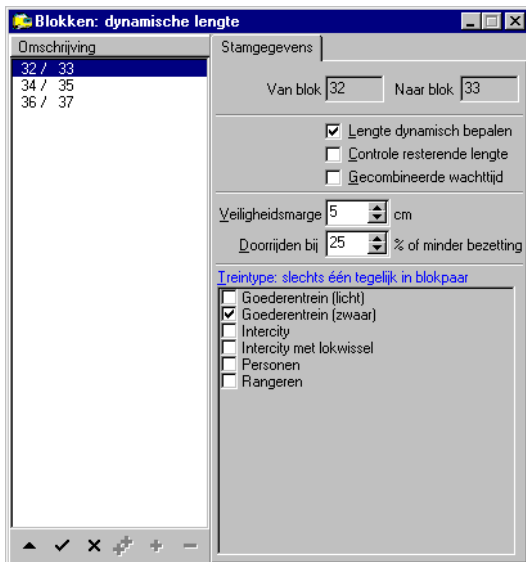 Blokken: dynamische lengte
Omschrijving
32 / 33
34 / 35
36 / 37
Stamgegevens
Van blok 32 Naar blok 33
Lengte dynamisch bepalen
Controle resterende lengte
Gecombineerde wachttijd
Veiligheidsmarge 5 cm
Doorrijden bij 25 % of minder bezetting
Treintype: slechts één tegelijk in blokpaar
Goederentrein (licht)
Goederentrein (zwaar)
Intercity
Intercity met lokwissel
Personen
Rangeren